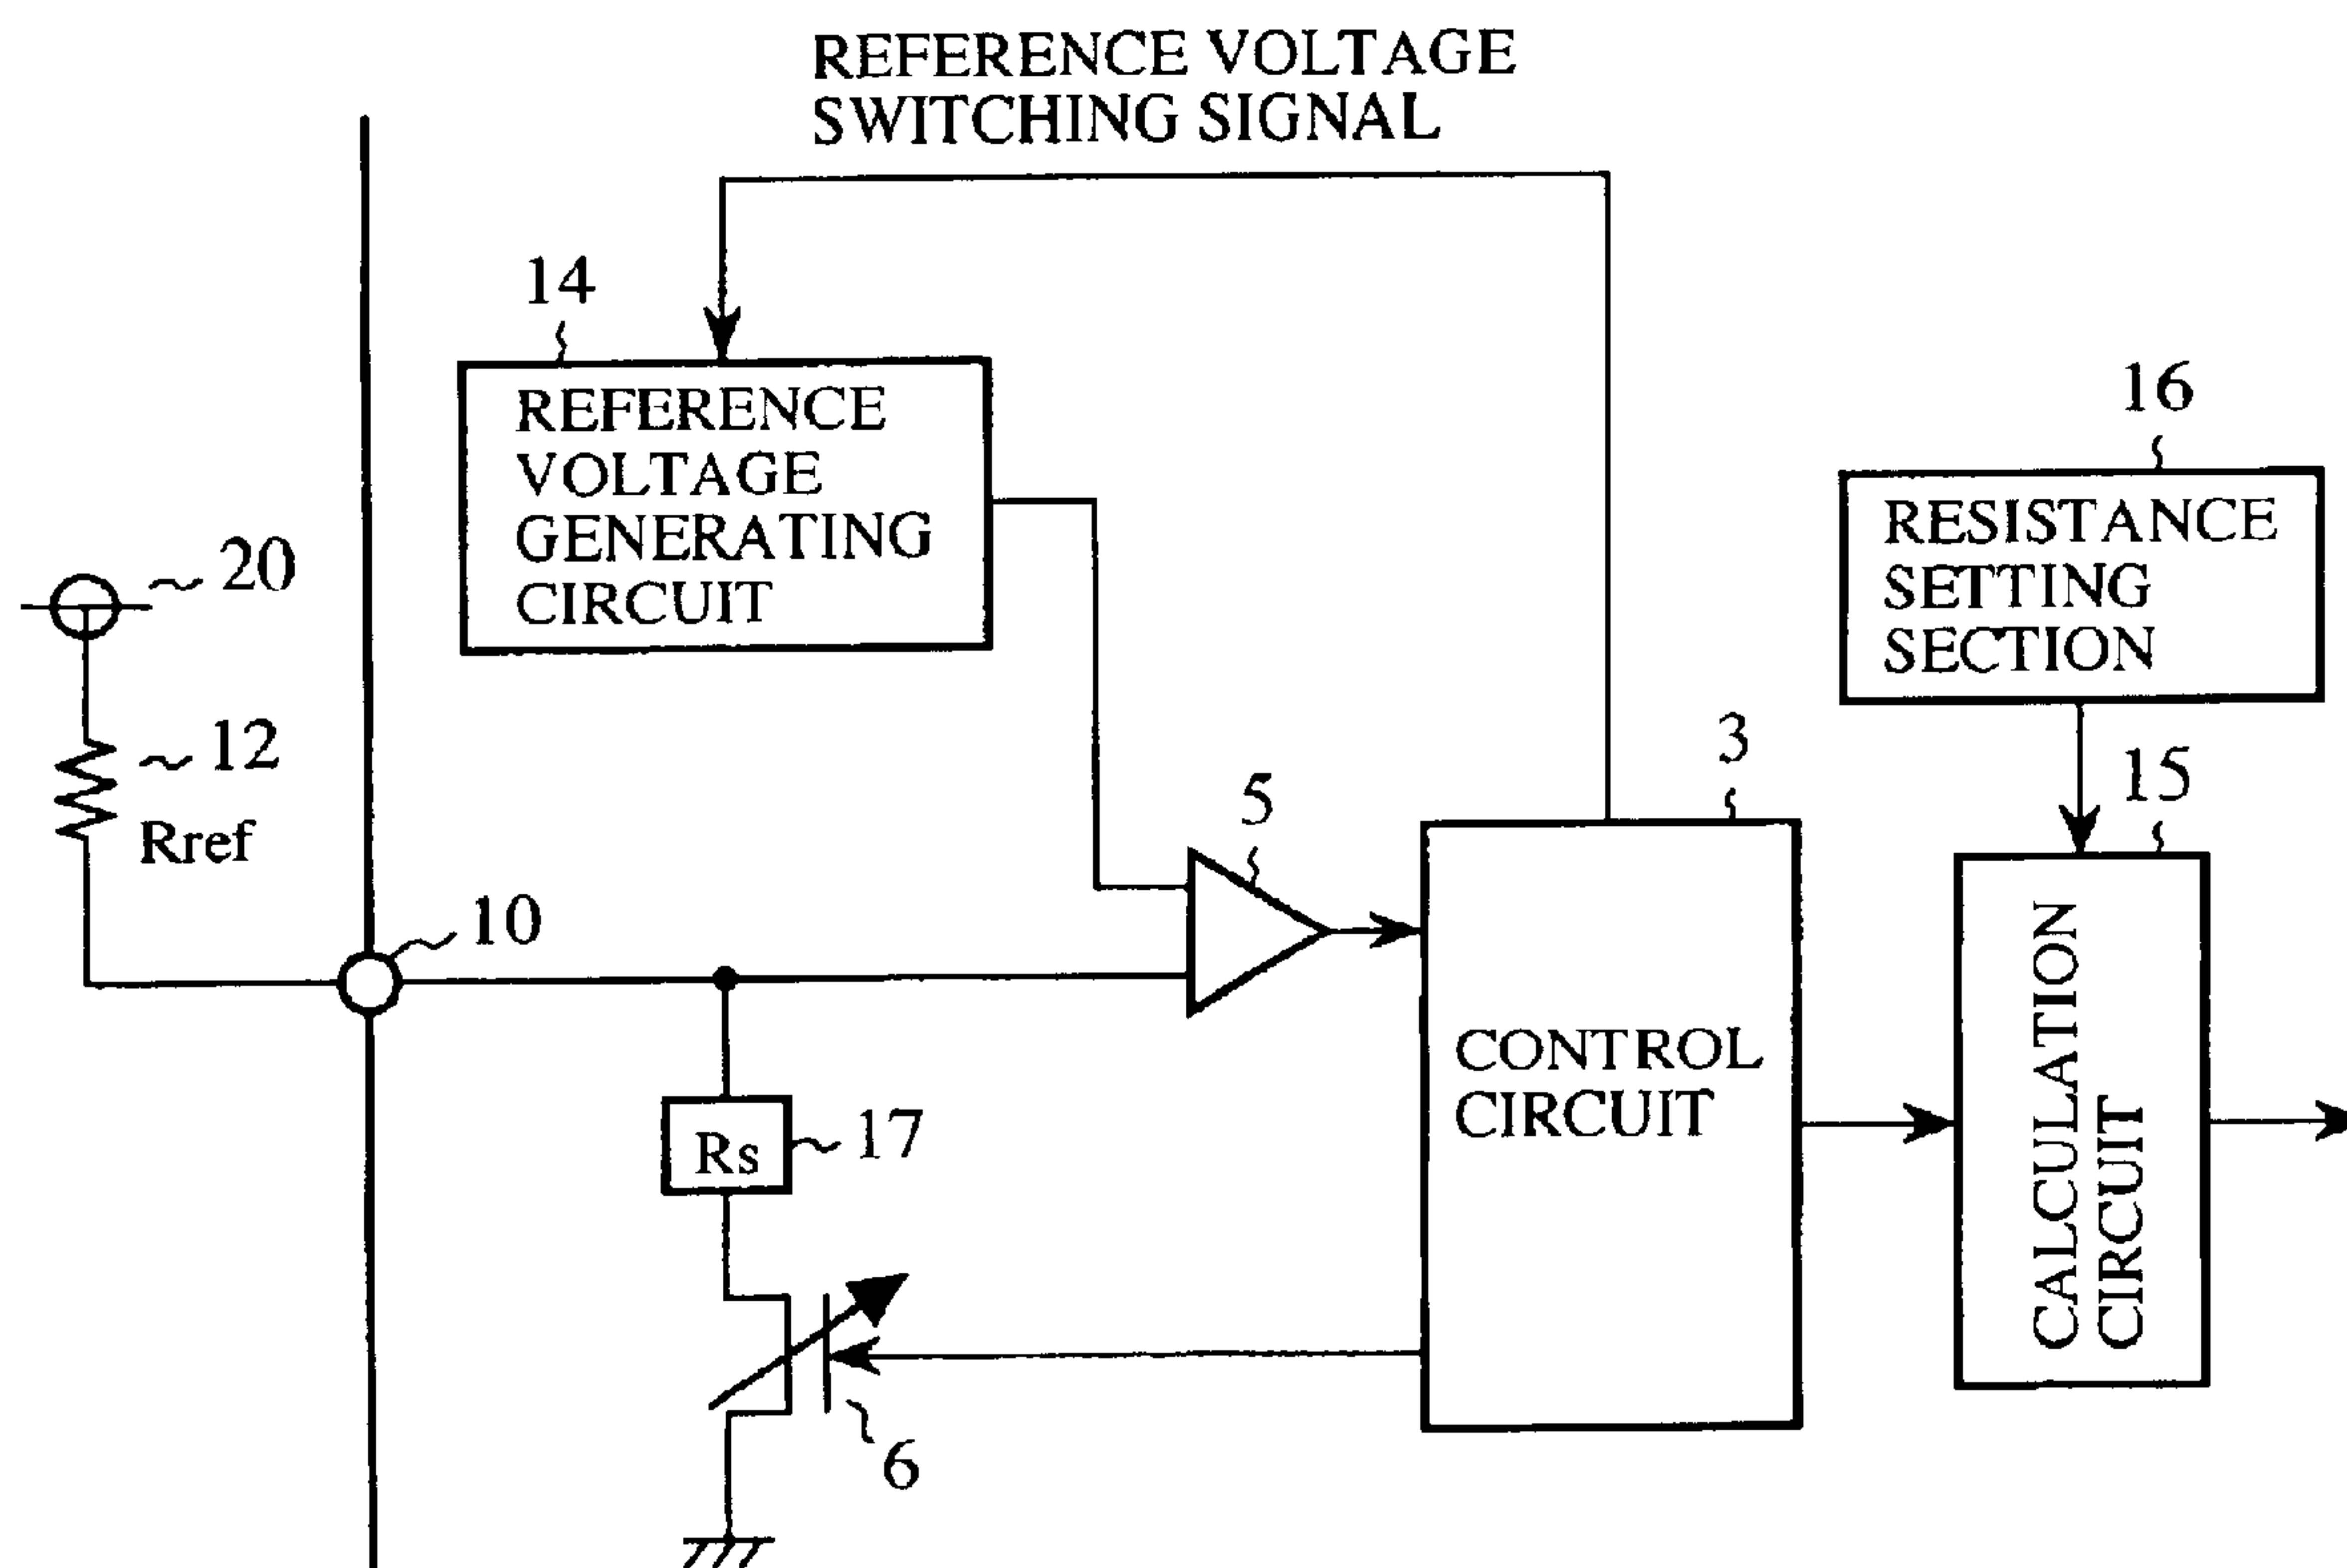 REFERENCE VOLTAGE
SWITCHING SIGNAL
14
REFERENCE
VOLTAGE
GENERATING
CIRCUIT
16
RESISTANCE
SETTING
SECTION
20
12
Rref
3
15
5
10
CONTROL
CIRCUIT
CALCULATION
CIRCUIT
Rs
17
6